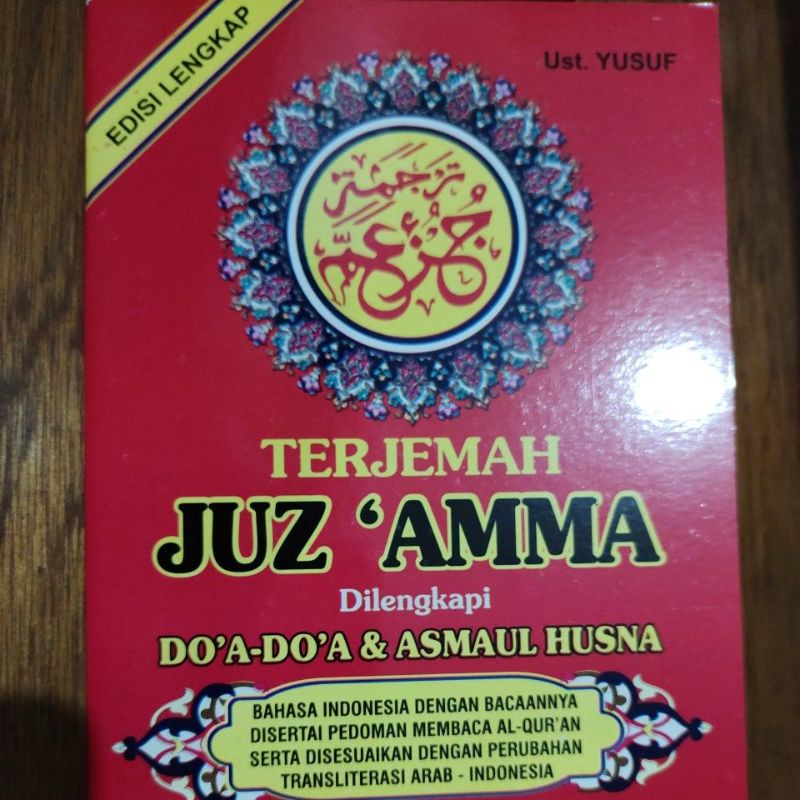 EDISI LENGKAP
Ust. YUSUF
ترجمة
جزء عم
TERJEMAH
JUZ ‘AMMA
Dilengkapi
DO’A-DO’A & ASMAUL HUSNA
BAHASA INDONESIA DENGAN BACAANNYA
DISERTAI PEDOMAN MEMBACA AL-QUR’AN
SERTA DISESUAIKAN DENGAN PERUBAHAN
TRANSLITERASI ARAB - INDONESIA